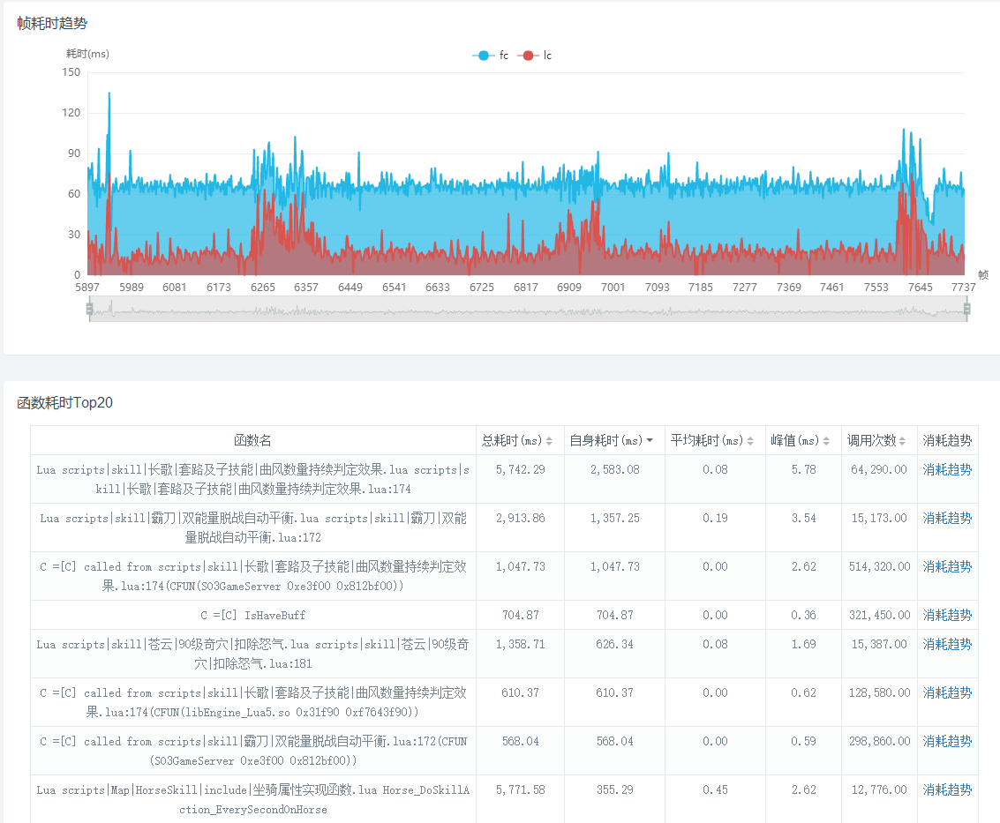 帧耗时趋势
耗时(ms)
fc lc
150
120
90
60
30
0
5897 5989 6081 6173 6265 6357 6449 6541 6633 6725 6817 6909 7001 7093 7185 7277 7369 7461 7553 7645 7737
帧
函数耗时Top20
函数名 总耗时(ms) 自身耗时(ms) 平均耗时(ms) 峰值(ms) 调用次数 消耗趋势
Lua scripts|skill|长歌|套路及子技能|曲风数量持续判定效果.lua scripts|s
kill|长歌|套路及子技能|曲风数量持续判定效果.lua:174
5,742.29 2,583.08 0.08 5.78 64,290.00 消耗趋势
Lua scripts|skill|霸刀|双能量脱战自动平衡.lua scripts|skill|霸刀|双能
量脱战自动平衡.lua:172
2,913.86 1,357.25 0.19 3.54 15,173.00 消耗趋势
C =[C] called from scripts|skill|长歌|套路及子技能|曲风数量持续判定效
果.lua:174(CFUN(SO3GameServer 0xe3f00 0x812bf00))
1,047.73 1,047.73 0.00 2.62 514,320.00 消耗趋势
C =[C] IsHaveBuff 704.87 704.87 0.00 0.36 321,450.00 消耗趋势
Lua scripts|skill|苍云|90级奇穴|扣除怒气.lua scripts|skill|苍云|90级奇
穴|扣除怒气.lua:181
1,358.71 626.34 0.08 1.69 15,387.00 消耗趋势
C =[C] called from scripts|skill|长歌|套路及子技能|曲风数量持续判定效
果.lua:174(CFUN(libEngine_Lua5.so 0x31f90 0xf7643f90))
610.37 610.37 0.00 0.62 128,580.00 消耗趋势
C =[C] called from scripts|skill|霸刀|双能量脱战自动平衡.lua:172(CFUN
(SO3GameServer 0xe3f00 0x812bf00))
568.04 568.04 0.00 0.59 298,860.00 消耗趋势
Lua scripts|Map|HorseSkill|include|坐骑属性实现函数.lua Horse_DoSkillA
ction_EverySecondOnHorse
5,771.58 355.29 0.45 2.62 12,776.00 消耗趋势